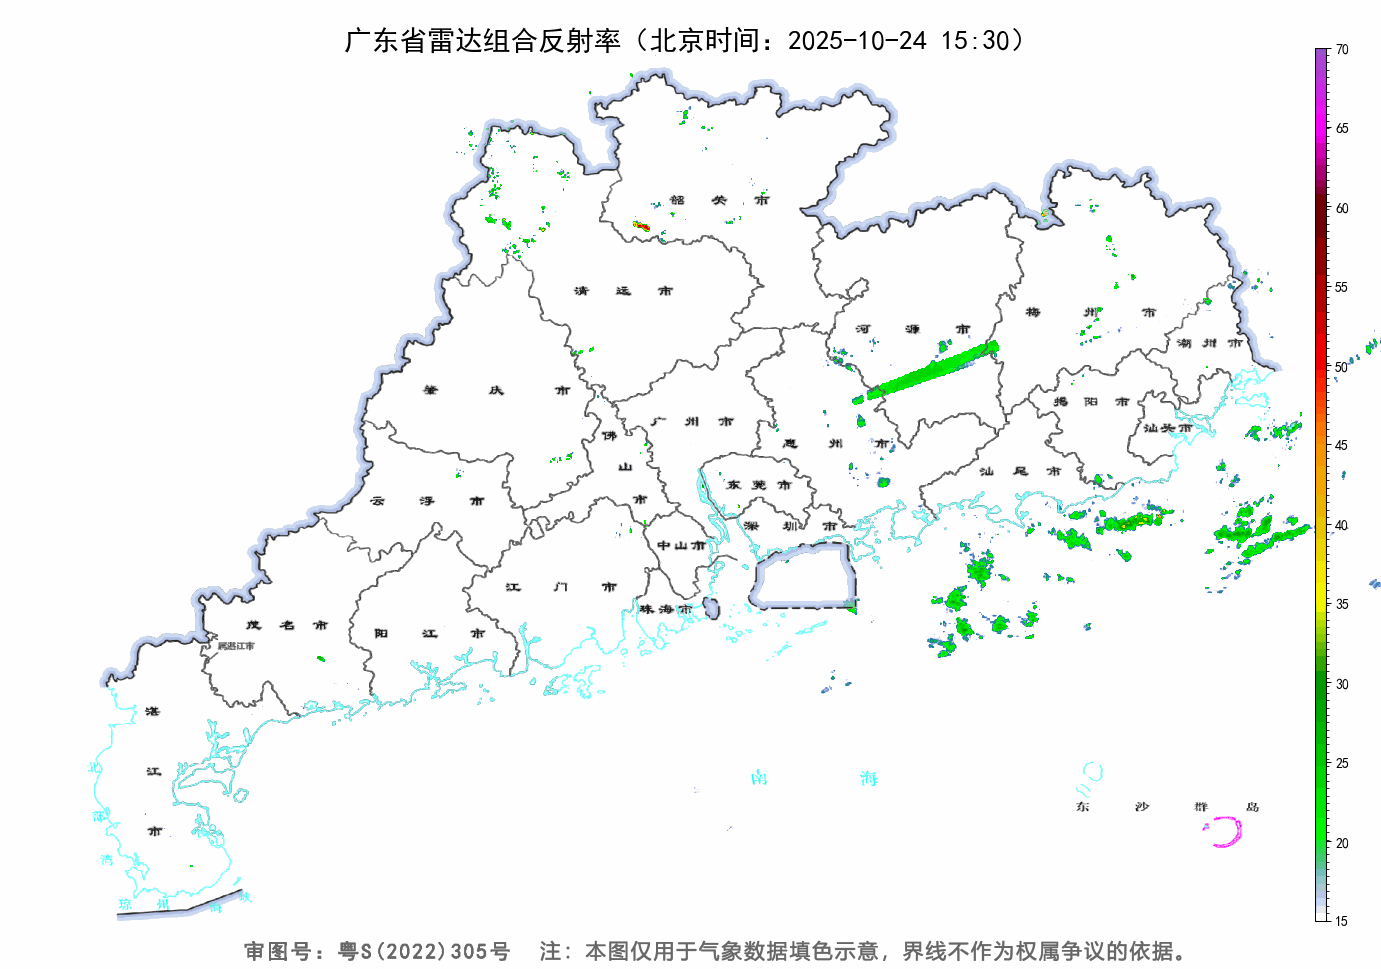 广东省雷达组合反射率（北京时间：2025-10-24 15:30）
70
65
60
55
50
45
40
35
30
25
20
15
韶关市
清远市
河源市
梅州市
潮州市
肇庆市
广州市
揭阳市
汕头市
佛山市
惠州市
汕尾市
云浮市
东莞市
深圳市
中山市
江门市
珠海市
茂名市
阳江市
属湛江市
湛江市
北部湾
琼州海峡
南海
东沙群岛
审图号：粤S(2022)305号 注：本图仅用于气象数据填色示意，界线不作为权属争议的依据。